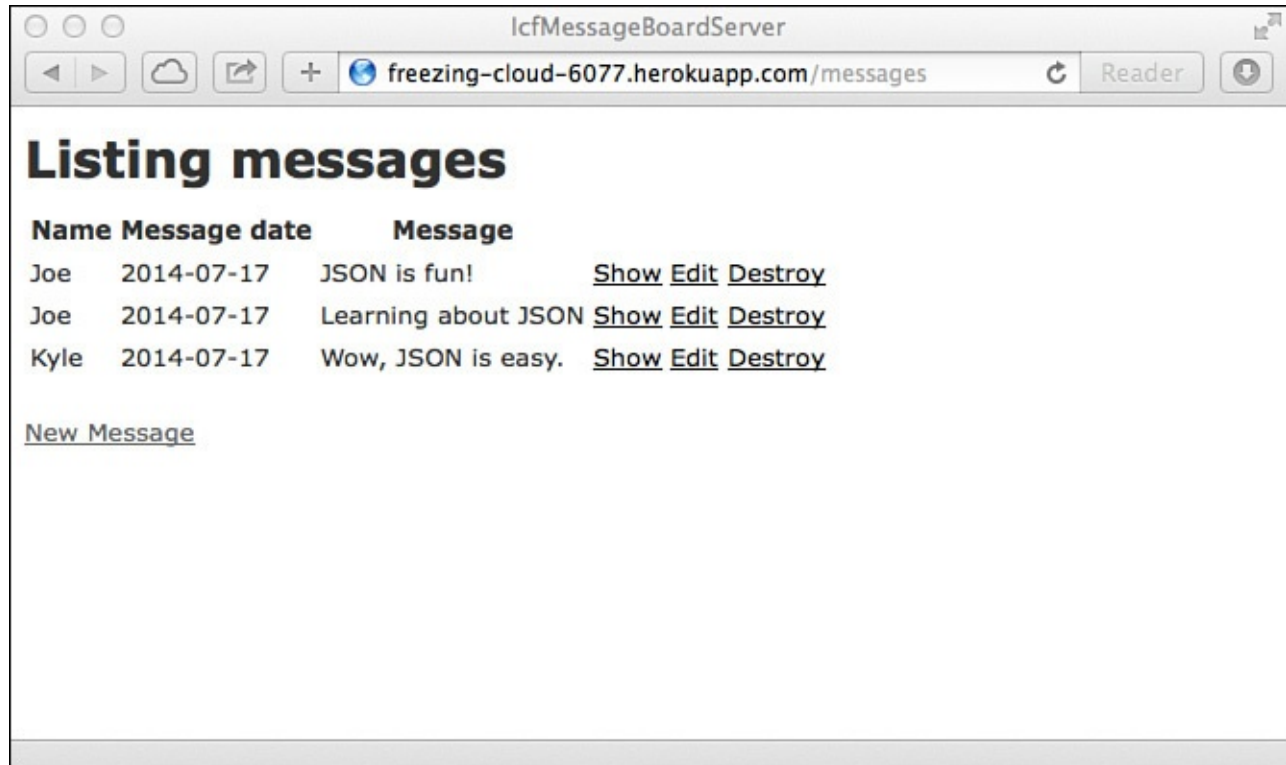 IcfMessageBoardServer
freezing-cloud-6077.herokuapp.com/messages Reader
Listing messages
Name Message date Message
Joe 2014-07-17 JSON is fun! Show Edit Destroy
Joe 2014-07-17 Learning about JSON Show Edit Destroy
Kyle 2014-07-17 Wow, JSON is easy. Show Edit Destroy
New Message